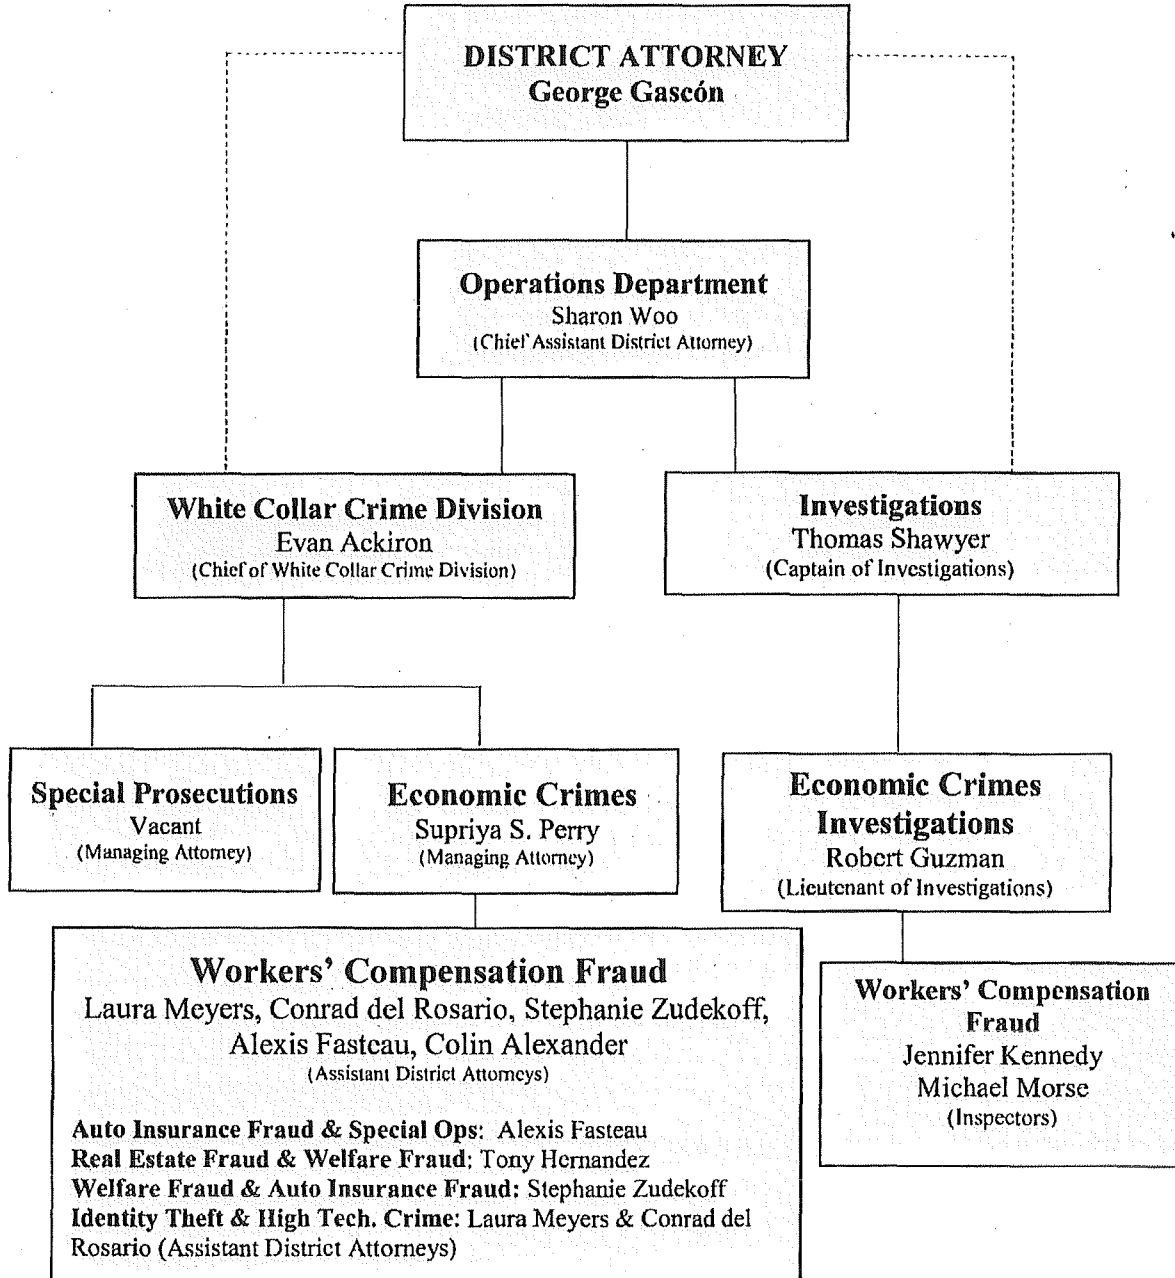 DISTRICT ATTORNEY
George Gascón
Operations Department
Sharon Woo
(Chief Assistant District Attorney)
White Collar Crime Division
Evan Ackiron
(Chief of White Collar Crime Division)
Investigations
Thomas Shawyer
(Captain of Investigations)
Special Prosecutions
Vacant
(Managing Attorney)
Economic Crimes
Supriya S. Perry
(Managing Attorney)
Economic Crimes
Investigations
Robert Guzman
(Lieutenant of Investigations)
Workers' Compensation Fraud
Laura Meyers, Conrad del Rosario, Stephanie Zudekoff,
Alexis Fasteau, Colin Alexander
(Assistant District Attorneys)
Auto Insurance Fraud & Special Ops: Alexis Fasteau
Real Estate Fraud & Welfare Fraud: Tony Hernandez
Welfare Fraud & Auto Insurance Fraud: Stephanie Zudekoff
Identity Theft & High Tech. Crime: Laura Meyers & Conrad del
Rosario (Assistant District Attorneys)
Workers' Compensation
Fraud
Jennifer Kennedy
Michael Morse
(Inspectors)